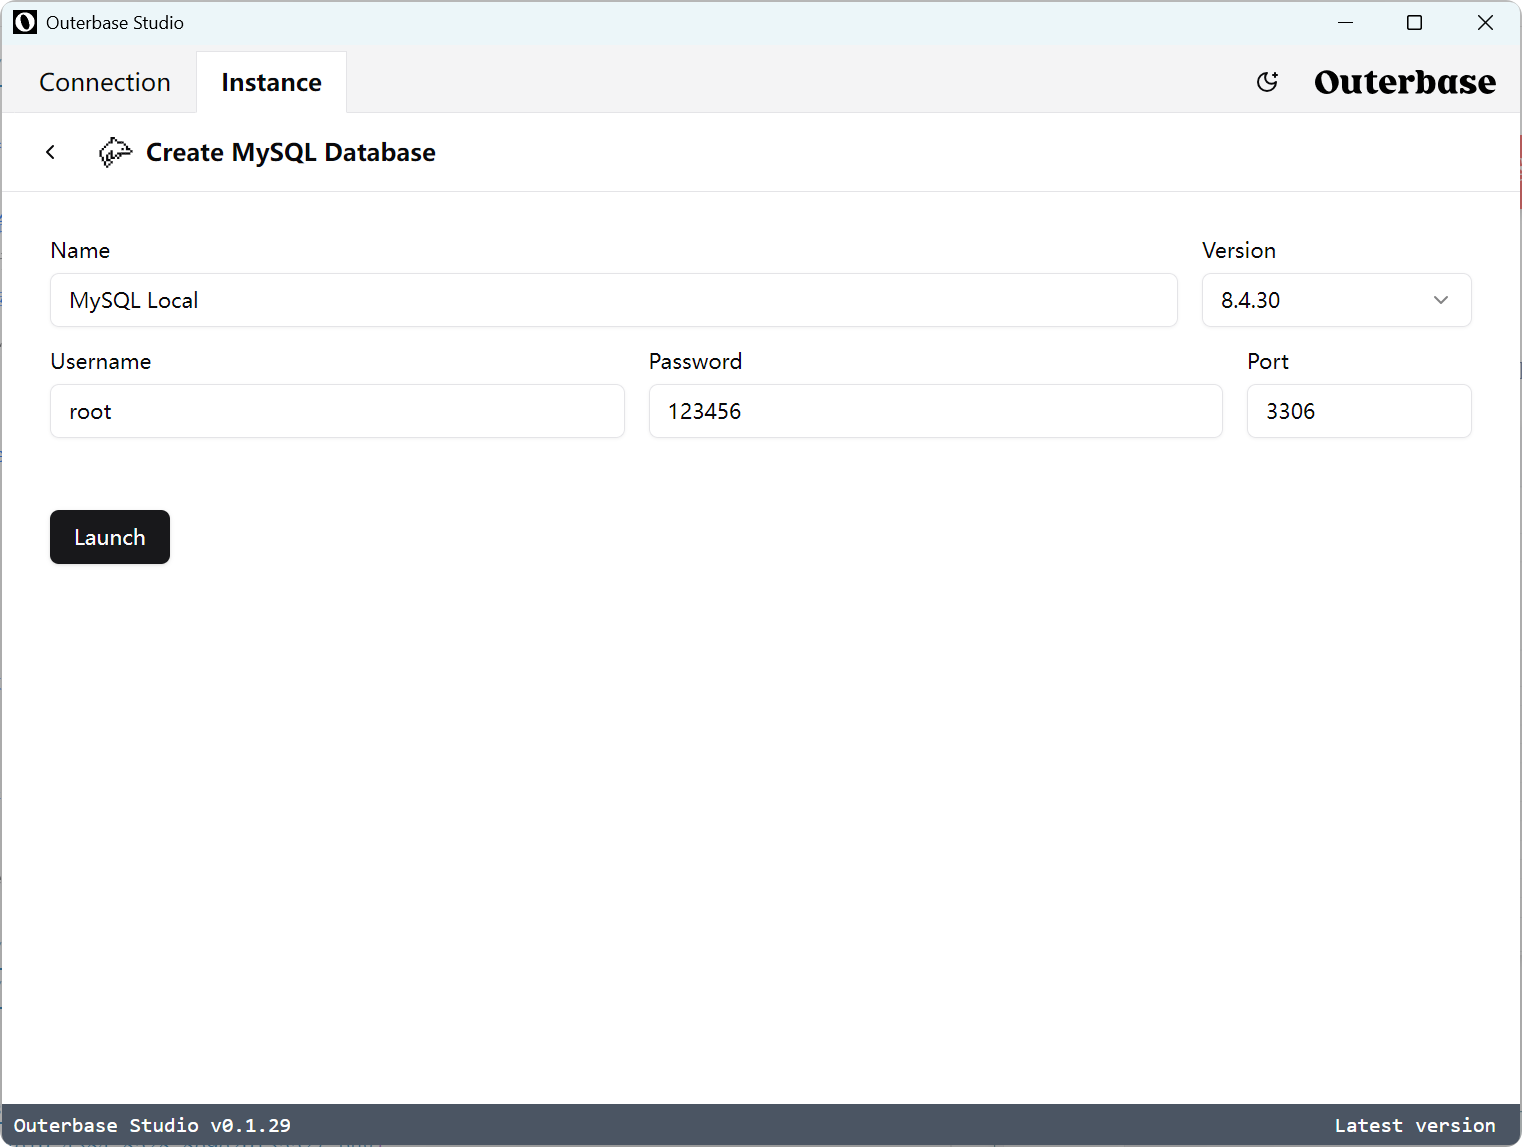 Outerbase Studio
Connection Instance Outerbase
Create MySQL Database
Name Version
MySQL Local 8.4.30
Username Password Port
root 123456 3306
Launch
Outerbase Studio v0.1.29 Latest version